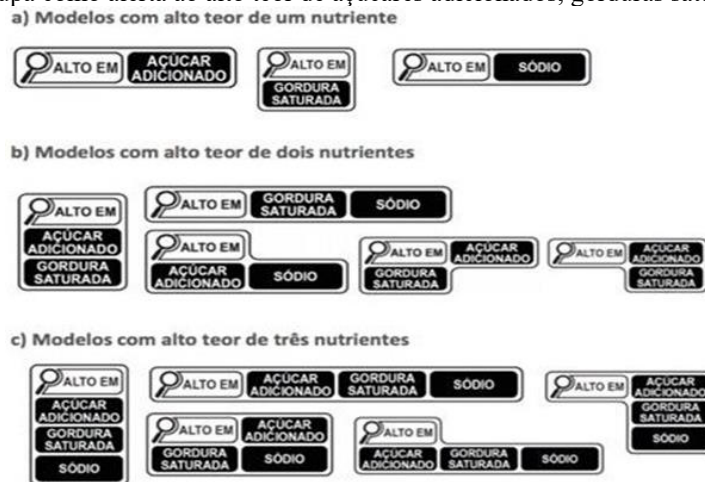 a) Modelos com alto teor de um nutriente
ALTO EM AÇÚCAR ADICIONADO
ALTO EM
GORDURA SATURADA
ALTO EM SÓDIO
b) Modelos com alto teor de dois nutrientes
ALTO EM
AÇÚCAR ADICIONADO
GORDURA SATURADA
ALTO EM GORDURA SATURADA SÓDIO
ALTO EM
AÇÚCAR ADICIONADO SÓDIO
ALTO EM AÇÚCAR ADICIONADO
GORDURA SATURADA
ALTO EM AÇÚCAR ADICIONADO
GORDURA SATURADA
c) Modelos com alto teor de três nutrientes
ALTO EM
AÇÚCAR ADICIONADO
GORDURA SATURADA
SÓDIO
ALTO EM AÇÚCAR ADICIONADO GORDURA SATURADA SÓDIO
ALTO EM AÇÚCAR ADICIONADO
GORDURA SATURADA SÓDIO
ALTO EM
AÇÚCAR ADICIONADO GORDURA SATURADA SÓDIO
ALTO EM AÇÚCAR ADICIONADO
GORDURA SATURADA
SÓDIO